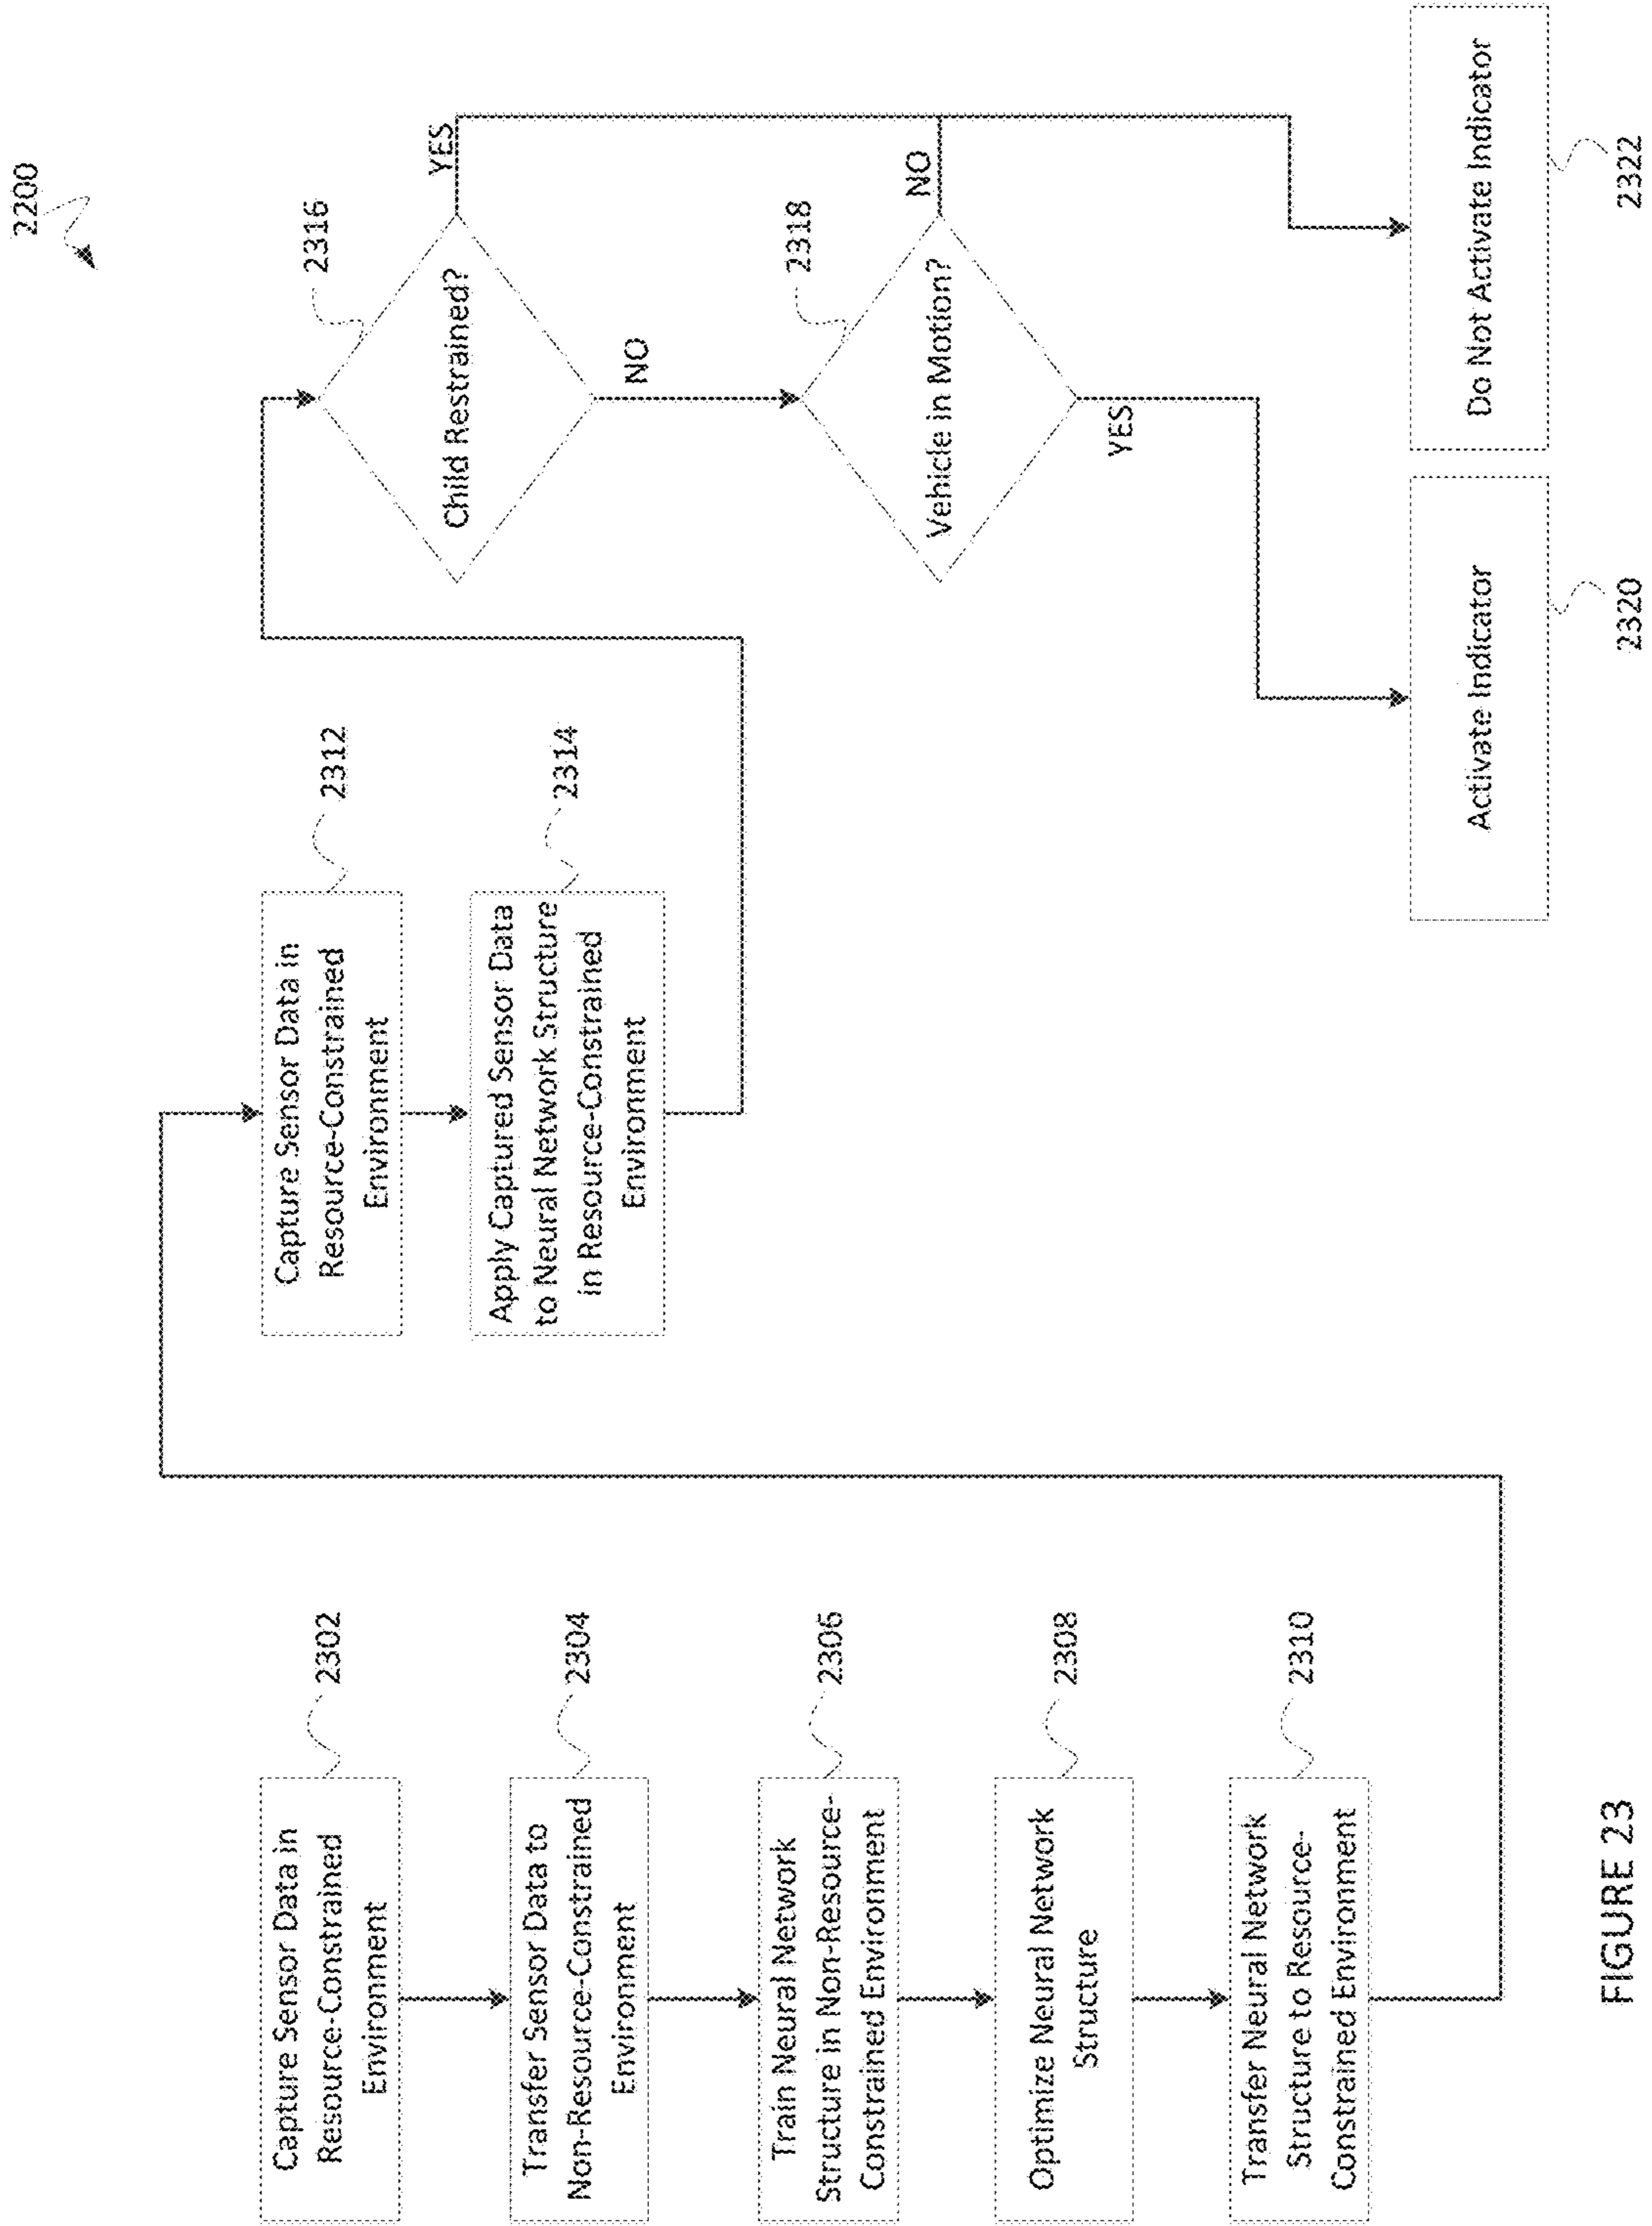 2200
Capture Sensor Data in
Resource-Constrained
Environment
2302
Transfer Sensor Data to
Non-Resource-Constrained
Environment
2304
Train Neural Network
Structure in Non-Resource-
Constrained Environment
2306
Optimize Neural Network
Structure
2308
Transfer Neural Network
Structure to Resource-
Constrained Environment
2310
Capture Sensor Data in
Resource-Constrained
Environment
2312
Apply Captured Sensor Data
to Neural Network Structure
in Resource-Constrained
Environment
2314
Child Restrained?
2316
YES
NO
Vehicle in Motion?
2318
NO
YES
Activate Indicator
2320
Do Not Activate Indicator
2322
FIGURE 23